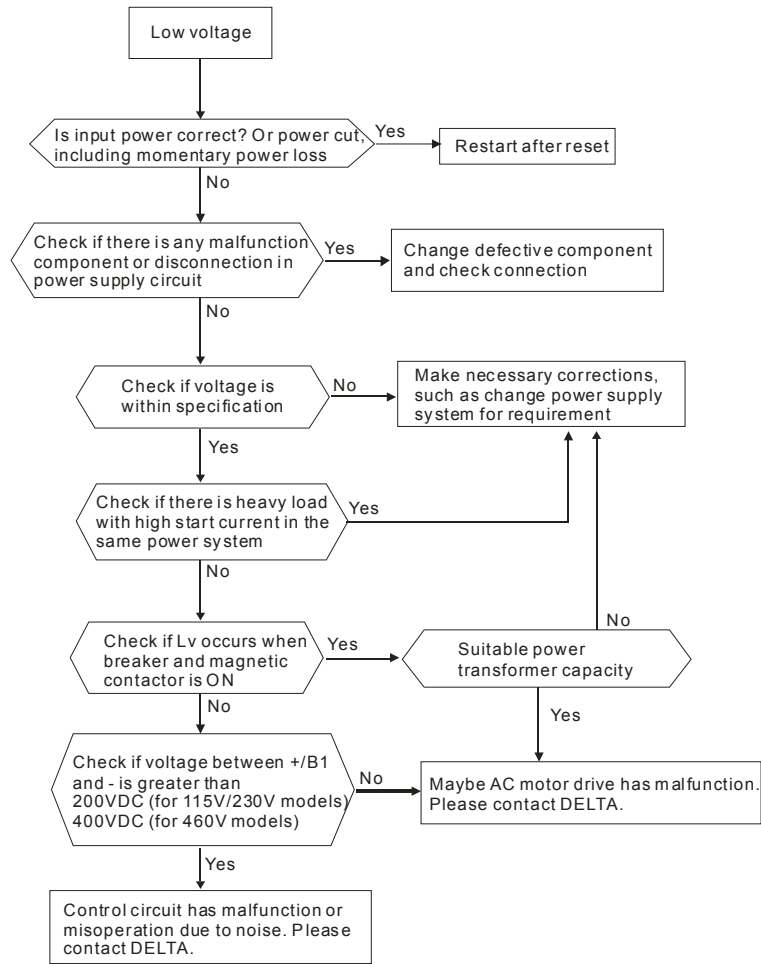 Low voltage
Is input power correct? Or power cut,
including momentary power loss
Yes
Restart after reset
No
Check if there is any malfunction
component or disconnection in
power supply circuit
Yes
Change defective component
and check connection
No
Check if voltage is
within specification
No
Make necessary corrections,
such as change power supply
system for requirement
Yes
Check if there is heavy load
with high start current in the
same power system
Yes
No
Check if Lv occurs when
breaker and magnetic
contactor is ON
Yes
Suitable power
transformer capacity
No
Yes
No
Check if voltage between +/B1
and - is greater than
200VDC (for 115V/230V models)
400VDC (for 460V models)
No
Maybe AC motor drive has malfunction.
Please contact DELTA.
Yes
Control circuit has malfunction or
misoperation due to noise. Please
contact DELTA.